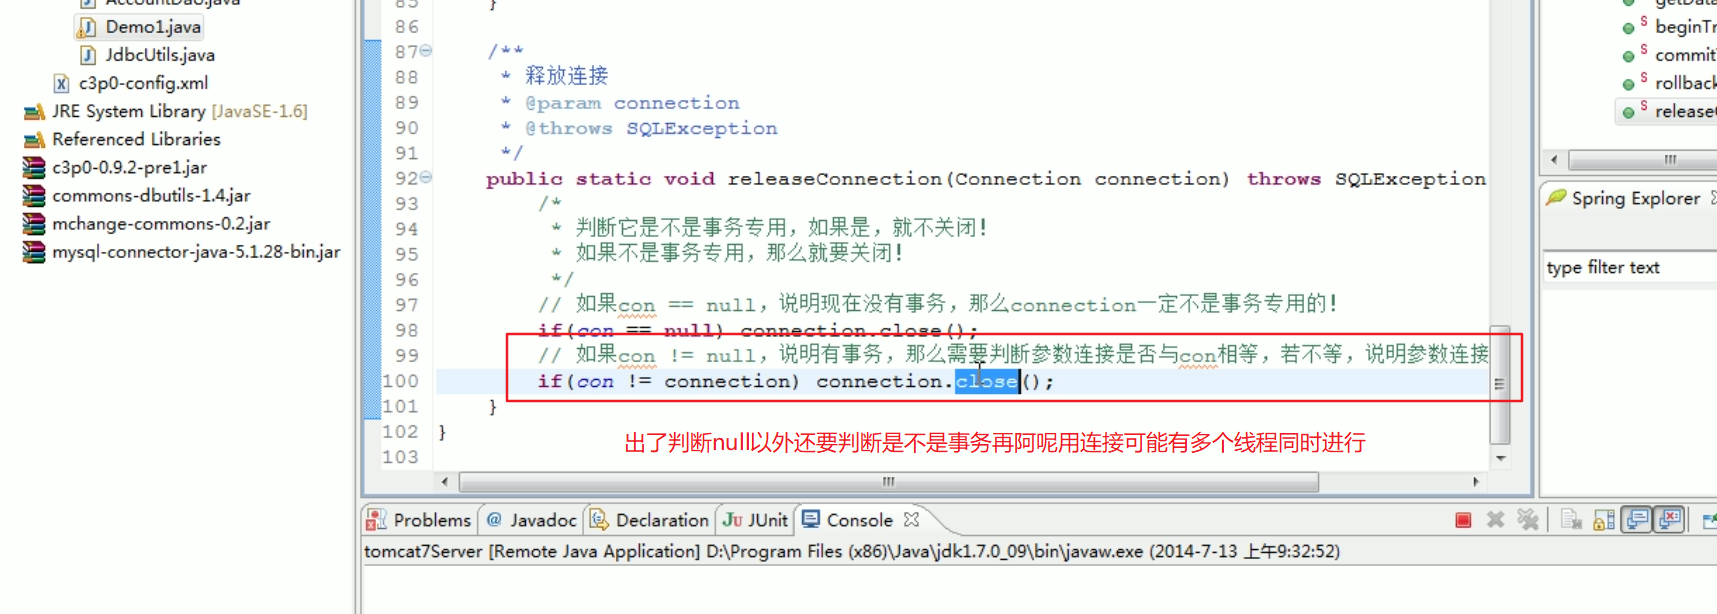 Demo1.java
JdbcUtils.java
c3p0-config.xml
JRE System Library [JavaSE-1.6]
Referenced Libraries
c3p0-0.9.2-pre1.jar
commons-dbutils-1.4.jar
mchange-commons-0.2.jar
mysql-connector-java-5.1.28-bin.jar
85 }
86
87 /**
88 * 释放连接
89 * @param connection
90 * @throws SQLException
91 */
92 public static void releaseConnection(Connection connection) throws SQLException
93 /*
94 * 判断它是不是事务专用，如果是，就不关闭！
95 * 如果不是事务专用，那么就要关闭！
96 */
97 // 如果con == null，说明现在没有事务，那么connection一定不是事务专用的！
98 if(con == null) connection.close();
99 // 如果con != null，说明有事务，那么需要判断参数连接是否与con相等，若不等，说明参数连接
100 if(con != connection) connection.close();
101 }
102 }
103
出了判断null以外还要判断是不是事务再阿呢用连接可能有多个线程同时进行
beginTr
commit
rollback
release
Spring Explorer
type filter text
Problems @ Javadoc Declaration JUnit Console
tomcat7Server [Remote Java Application] D:\Program Files (x86)\Java\jdk1.7.0_09\bin\javaw.exe (2014-7-13 上午9:32:52)